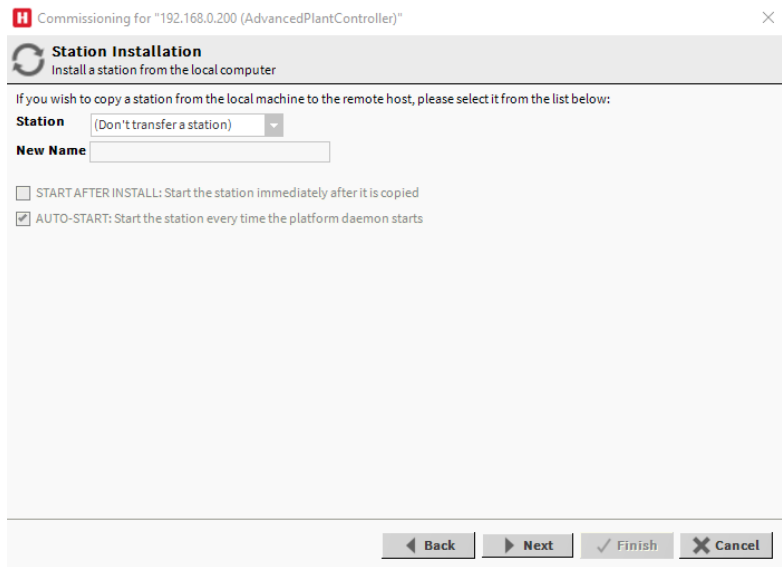 H Commissioning for "192.168.0.200 (AdvancedPlantController)"
Station Installation
Install a station from the local computer
If you wish to copy a station from the local machine to the remote host, please select it from the list below:
Station (Don't transfer a station)
New Name
START AFTER INSTALL: Start the station immediately after it is copied
AUTO-START: Start the station every time the platform daemon starts
Back Next Finish Cancel